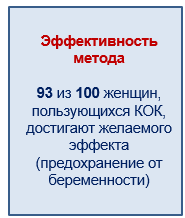 Эффективность
метода
93 из 100 женщин,
пользующихся КОК,
достигают желаемого
эффекта
(предохранение от
беременности)